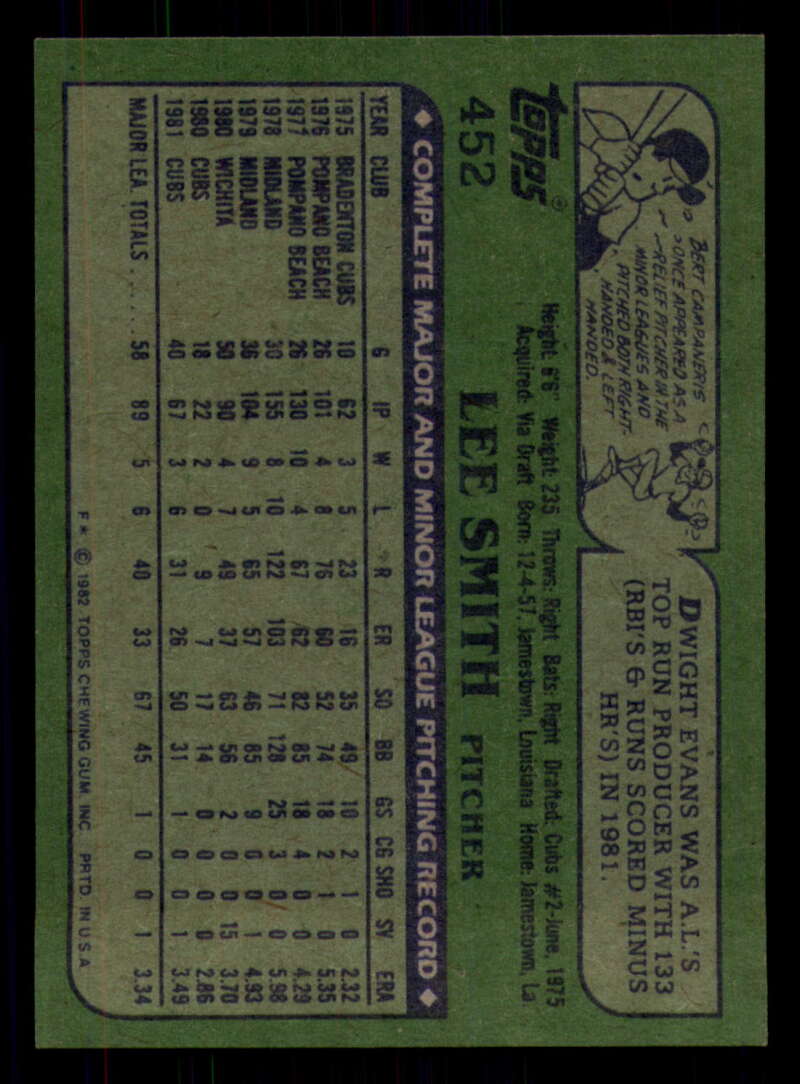 BERT CAMPANERIS
ONCE APPEARED AS A
RELIEF PITCHER IN THE
MINOR LEAGUES AND
PITCHED BOTH RIGHT-
HANDED & LEFT
HANDED.
DWIGHT EVANS WAS A.L.'S
TOP RUN PRODUCER WITH 133
(RBI'S & RUNS SCORED MINUS
HR'S) IN 1981.
TOPPS®
452
Height: 6'6" Weight: 235 Throws: Right Bats: Right Drafted: Cubs #2-June, 1975
Acquired: Via Draft Born: 12-4-57, Jamestown, Louisiana Home: Jamestown, La.
LEE SMITH PITCHER
COMPLETE MAJOR AND MINOR LEAGUE PITCHING RECORD
YEAR CLUB G IP W L R ER SO BB GS CG SHO SV ERA
1975 BRADENTON CUBS 10 62 3 5 23 16 35 49 10 2 1 0 2.32
1976 POMPANO BEACH 26 101 4 8 76 60 52 74 18 2 1 0 5.35
1977 POMPANO BEACH 26 130 10 4 67 62 82 85 18 4 0 0 4.29
1978 MIDLAND 30 155 8 10 122 103 71 128 25 3 0 0 5.98
1979 MIDLAND 36 104 9 5 65 57 46 85 9 0 0 1 4.93
1980 WICHITA 50 90 4 7 49 37 63 56 2 0 0 15 3.70
1980 CUBS 18 22 2 0 9 7 17 14 0 0 0 0 2.86
1981 CUBS 40 67 3 6 31 26 50 31 1 0 0 1 3.49
MAJOR LEA. TOTALS...... 58 89 5 6 40 33 67 45 1 0 0 1 3.34
F* © 1982 TOPPS CHEWING GUM, INC. PRTD. IN U.S.A.